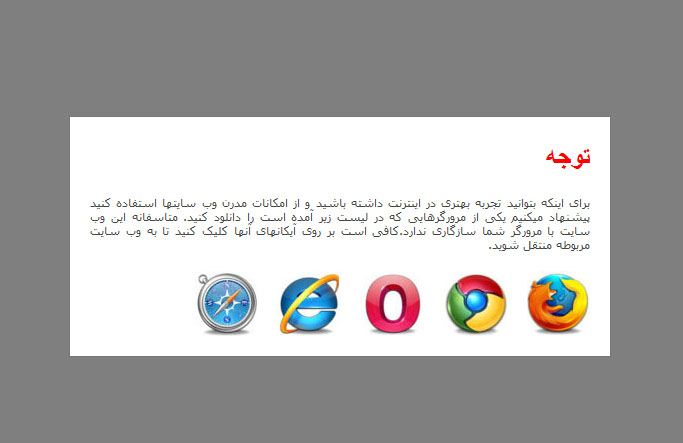 توجه
برای اینکه بتوانید تجربه بهتری در اینترنت داشته باشید و از امکانات مدرن وب سایتها استفاده کنید
پیشنهاد میکنیم یکی از مرورگرهایی که در لیست زیر آمده است را دانلود کنید. متاسفانه این وب
سایت با مرورگر شما سازگاری ندارد.کافی است بر روی آیکانهای آنها کلیک کنید تا به وب سایت
مربوطه منتقل شوید.